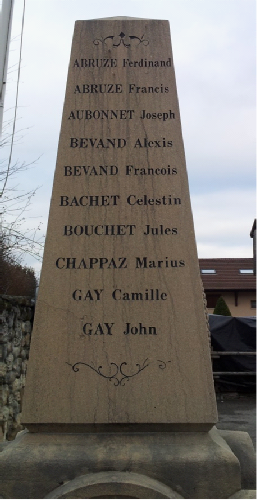 ABRUZE Ferdinand
ABRUZE Francis
AUBONNET Joseph
BEVAND Alexis
BEVAND Francois
BACHET Celestin
BOUCHET Jules
CHAPPAZ Marius
GAY Camille
GAY John